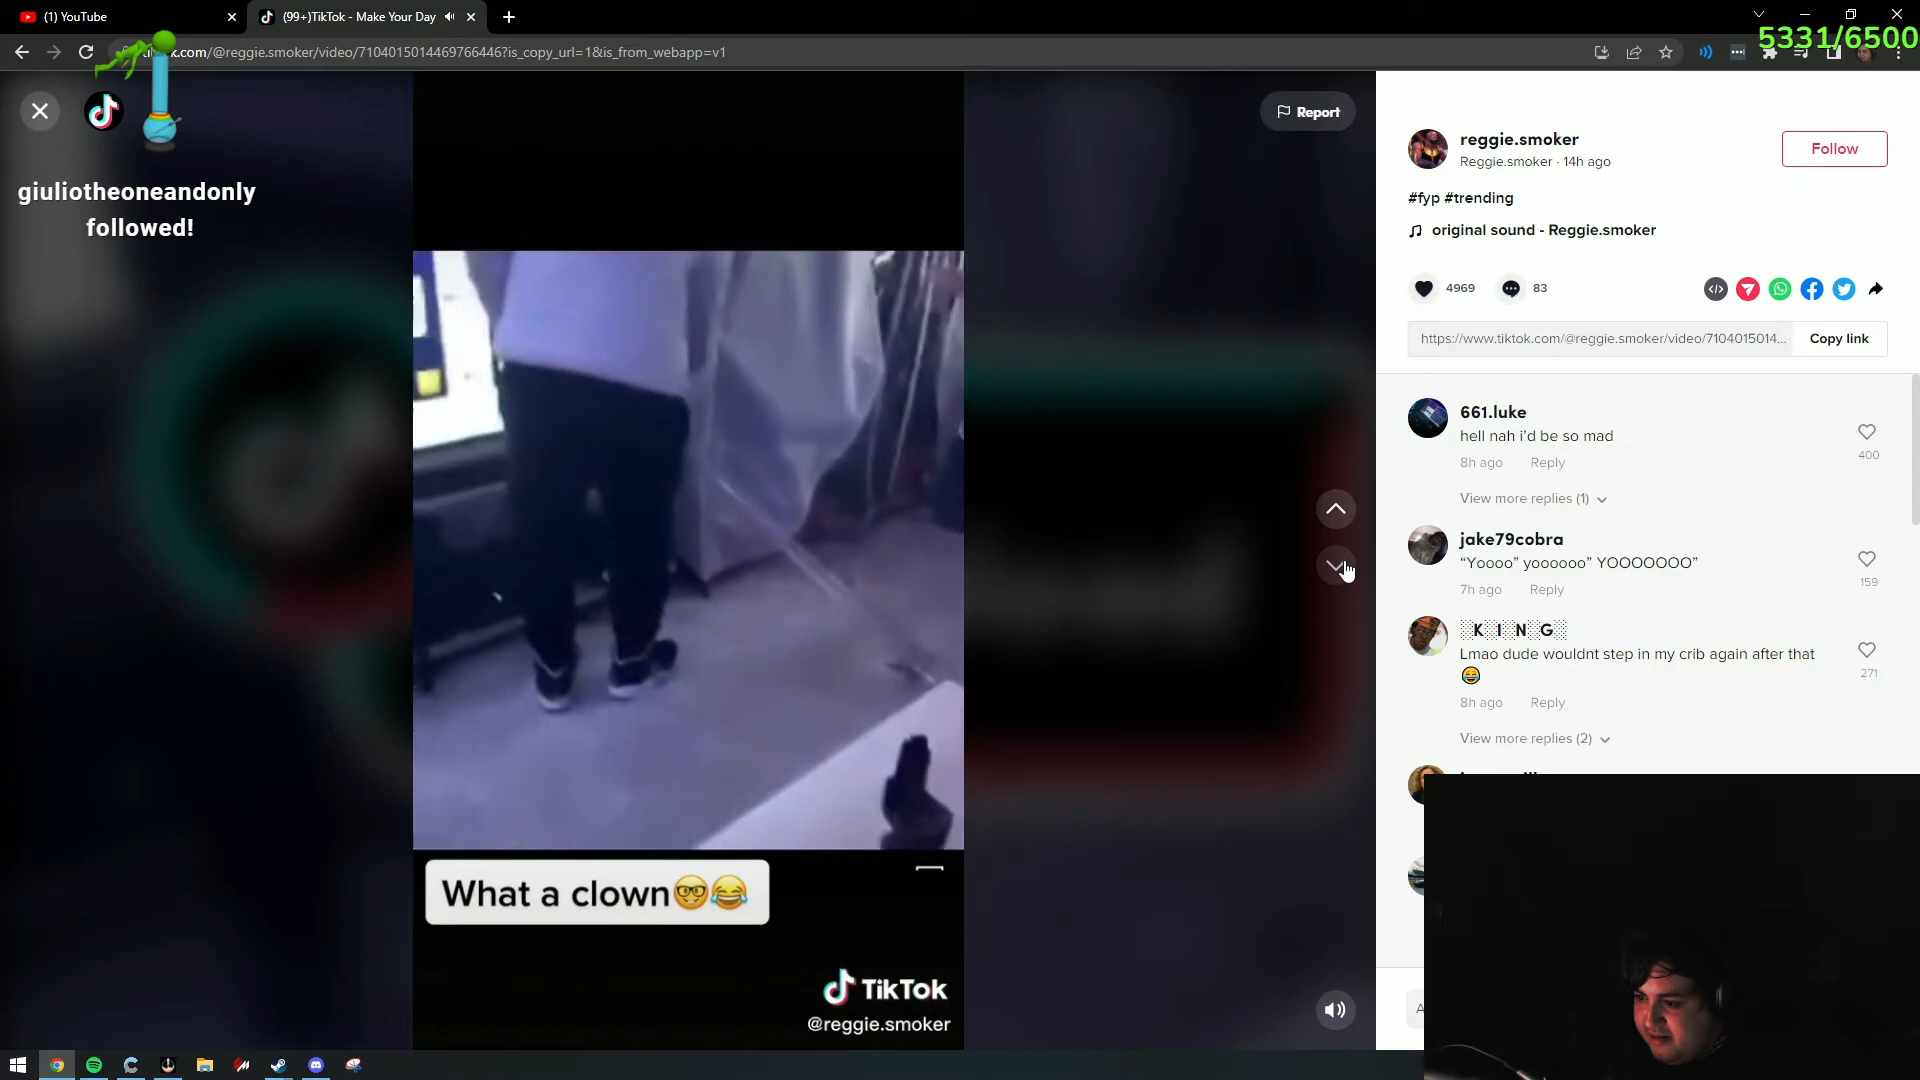 (1) YouTube
(99+)TikTok - Make Your Day
5331/6500
k.com/@reggie.smoker/video/7104015014469766446?is_copy_url=1&is_from_webapp=v1
Report
giuliotheoneandonly
followed!
reggie.smoker
Reggie.smoker · 14h ago
Follow
#fyp #trending
original sound - Reggie.smoker
4969
83
https://www.tiktok.com/@reggie.smoker/video/7104015014...
Copy link
661.luke
hell nah i'd be so mad
8h ago
Reply
400
View more replies (1)
jake79cobra
“Yoooo” yoooooo” YOOOOOOO”
7h ago
Reply
159
░K░I░N░G░
Lmao dude wouldnt step in my crib again after that
😂
8h ago
Reply
271
View more replies (2)
What a clown🤓😂
TikTok
@reggie.smoker